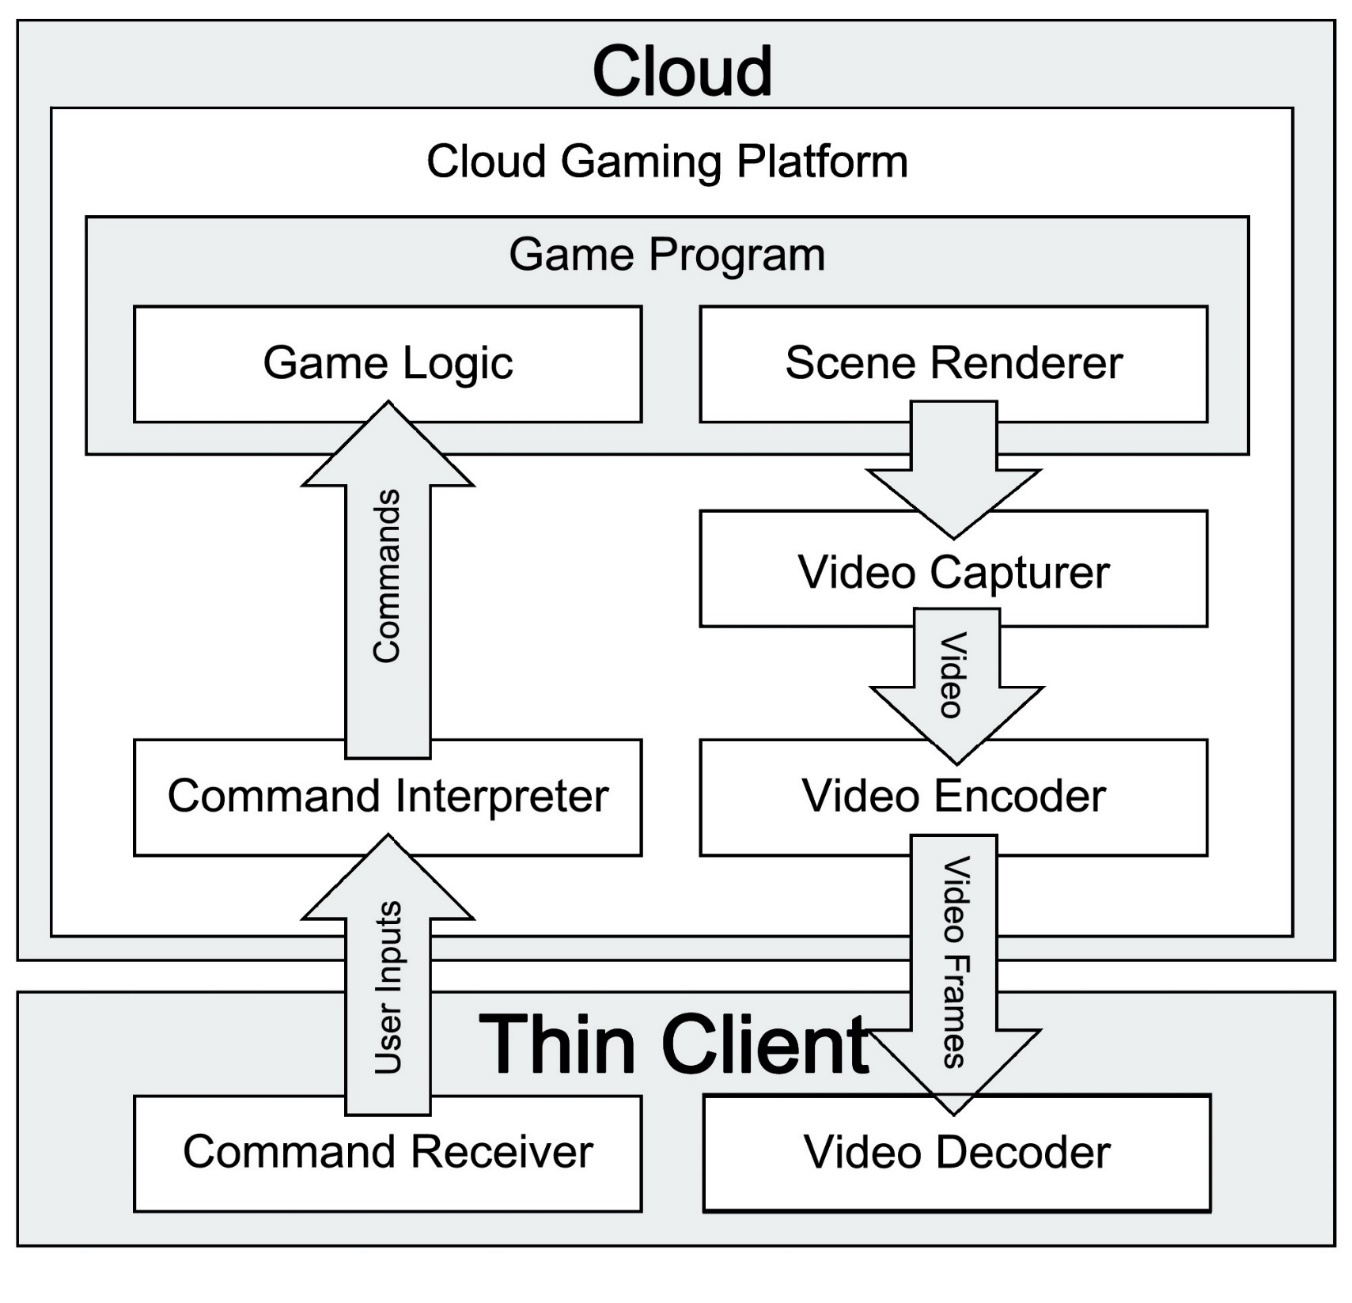 Cloud
Cloud Gaming Platform
Game Program
Game Logic
Scene Renderer
Commands
Video Capturer
Video
Command Interpreter
Video Encoder
User Inputs
Video Frames
Thin Client
Command Receiver
Video Decoder